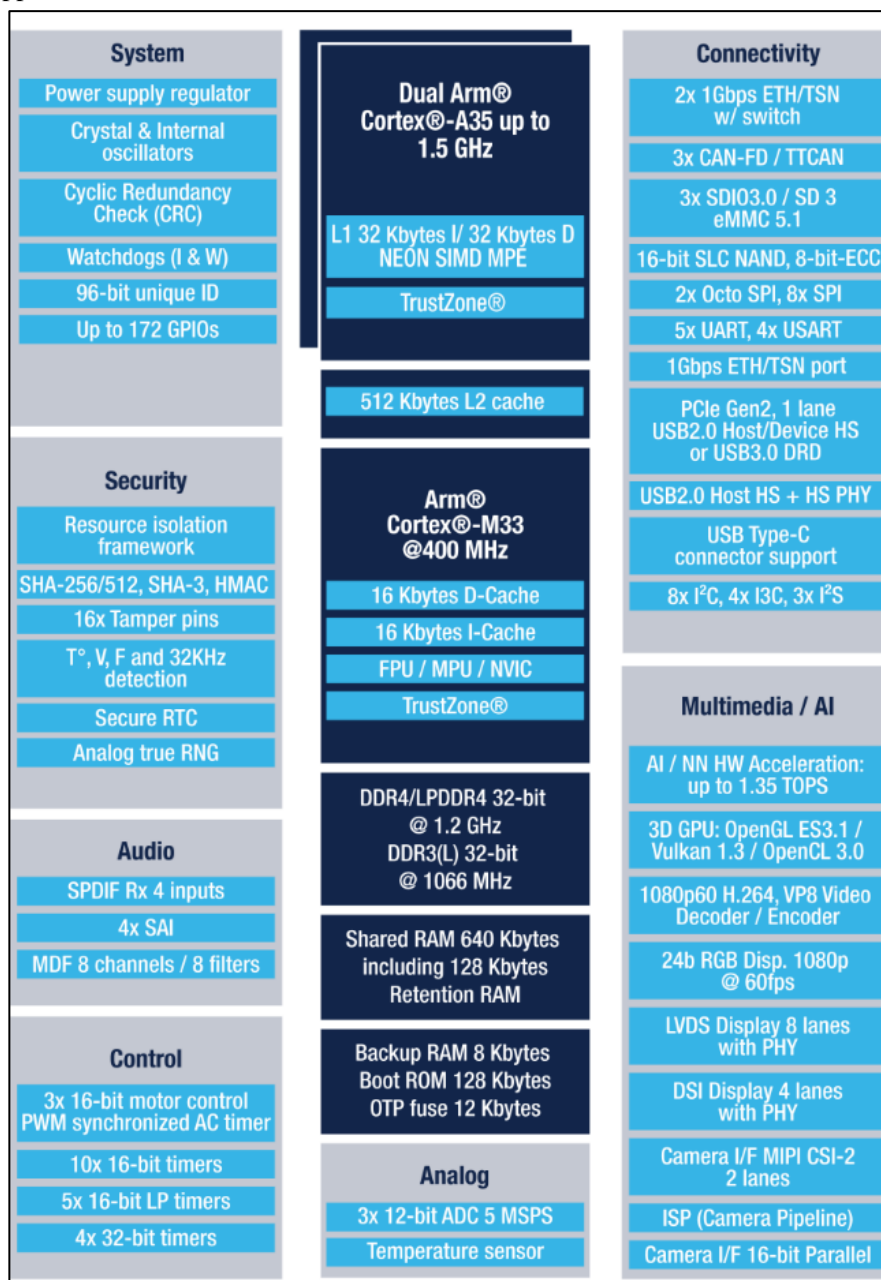 System
Power supply regulator
Crystal & Internal
oscillators
Cyclic Redundancy
Check (CRC)
Watchdogs (I & W)
96-bit unique ID
Up to 172 GPIOs
Security
Resource isolation
framework
SHA-256/512, SHA-3, HMAC
16x Tamper pins
T°, V, F and 32KHz
detection
Secure RTC
Analog true RNG
Audio
SPDIF Rx 4 inputs
4x SAI
MDF 8 channels / 8 filters
Control
3x 16-bit motor control
PWM synchronized AC timer
10x 16-bit timers
5x 16-bit LP timers
4x 32-bit timers
Dual Arm®
Cortex®-A35 up to
1.5 GHz
L1 32 Kbytes I/ 32 Kbytes D
NEON SIMD MPE
TrustZone®
512 Kbytes L2 cache
Arm®
Cortex®-M33
@400 MHz
16 Kbytes D-Cache
16 Kbytes I-Cache
FPU / MPU / NVIC
TrustZone®
DDR4/LPDDR4 32-bit
@ 1.2 GHz
DDR3(L) 32-bit
@ 1066 MHz
Shared RAM 640 Kbytes
including 128 Kbytes
Retention RAM
Backup RAM 8 Kbytes
Boot ROM 128 Kbytes
OTP fuse 12 Kbytes
Analog
3x 12-bit ADC 5 MSPS
Temperature sensor
Connectivity
2x 1Gbps ETH/TSN
w/ switch
3x CAN-FD / TTCAN
3x SDIO3.0 / SD 3
eMMC 5.1
16-bit SLC NAND, 8-bit-ECC
2x Octo SPI, 8x SPI
5x UART, 4x USART
1Gbps ETH/TSN port
PCIe Gen2, 1 lane
USB2.0 Host/Device HS
or USB3.0 DRD
USB2.0 Host HS + HS PHY
USB Type-C
connector support
8x I²C, 4x I3C, 3x I²S
Multimedia / AI
AI / NN HW Acceleration:
up to 1.35 TOPS
3D GPU: OpenGL ES3.1 /
Vulkan 1.3 / OpenCL 3.0
1080p60 H.264, VP8 Video
Decoder / Encoder
24b RGB Disp. 1080p
@ 60fps
LVDS Display 8 lanes
with PHY
DSI Display 4 lanes
with PHY
Camera I/F MIPI CSI-2
2 lanes
ISP (Camera Pipeline)
Camera I/F 16-bit Parallel